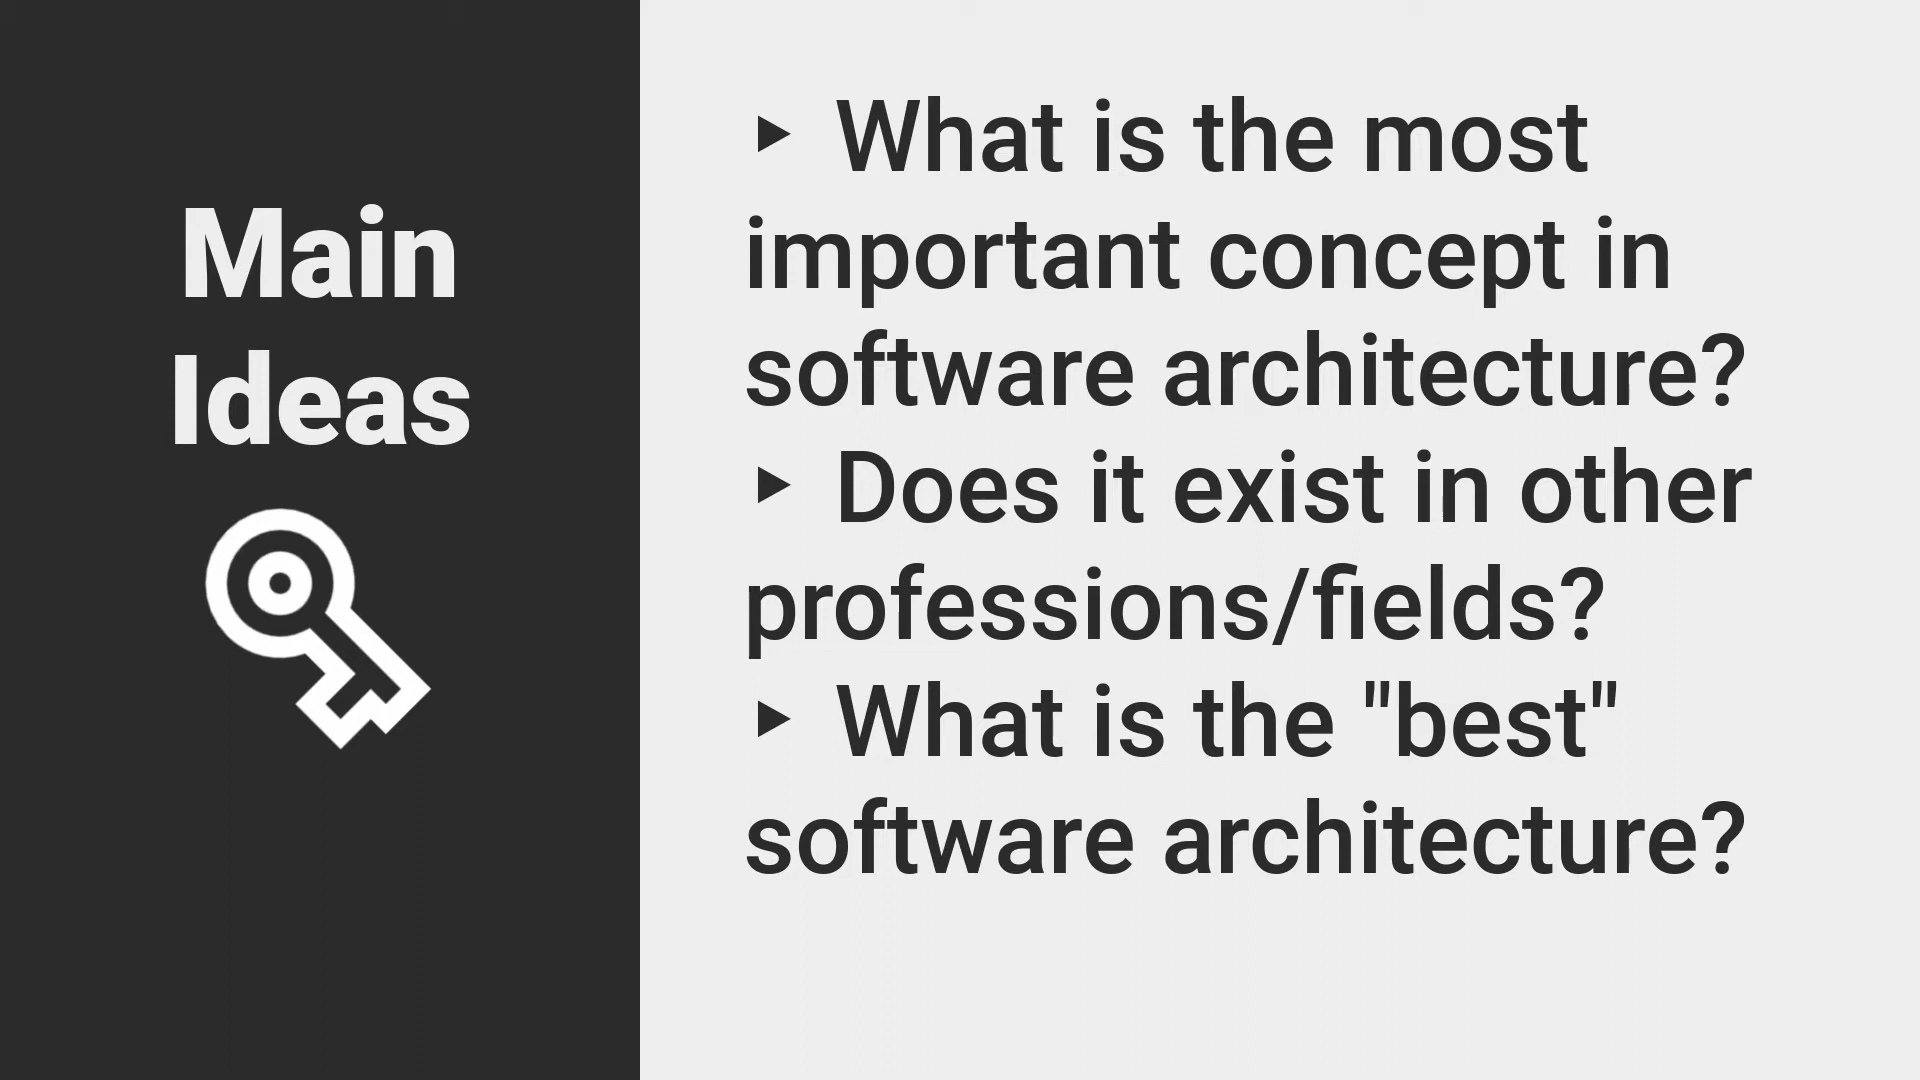 Main
Ideas
▸ What is the most
important concept in
software architecture?
▸ Does it exist in other
professions/fields?
▸ What is the "best"
software architecture?